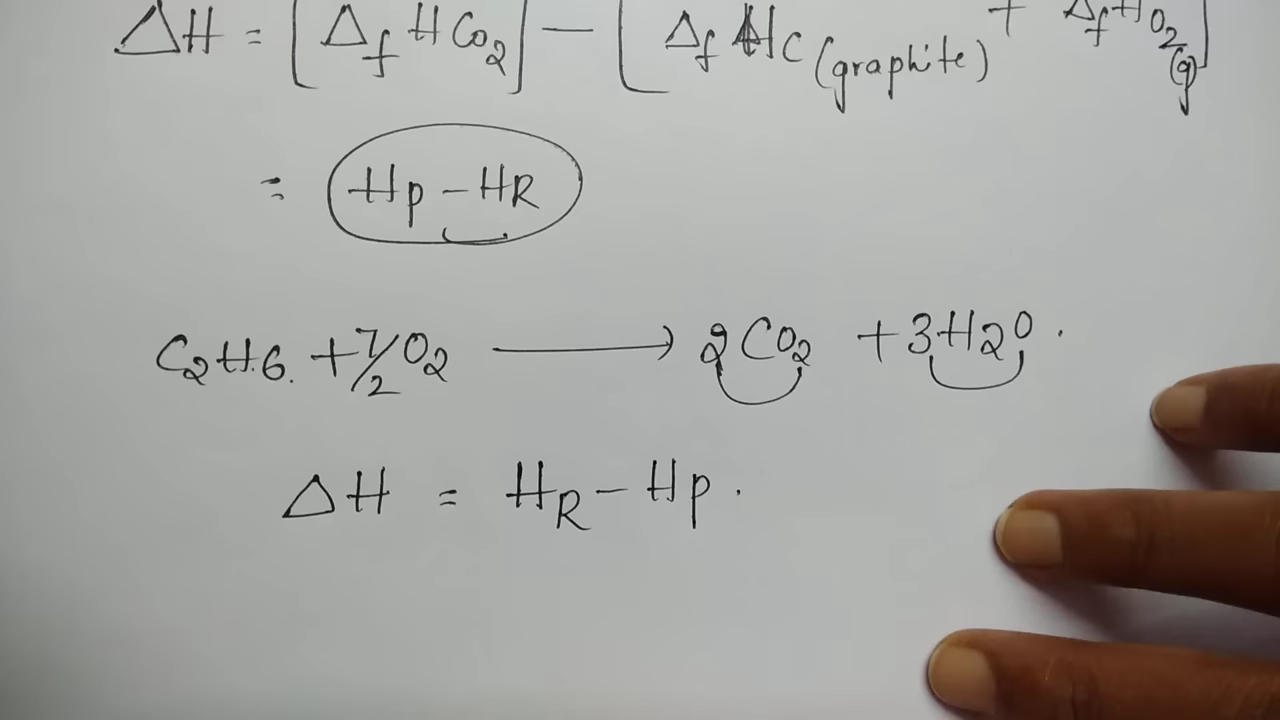 ΔH = [Δf H CO2] − [Δf H C (graphite) + Δf H O2(g)]
= HP − HR
C2H6. + 7/2 O2 ⟶ 2CO2 + 3H2O.
ΔH = HR − HP.